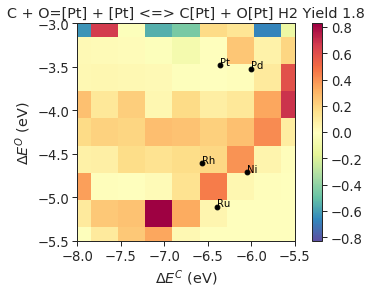 C + O=[Pt] + [Pt] <=> C[Pt] + O[Pt] H2 Yield 1.8
−3.0
−3.5
−4.0
−4.5
−5.0
−5.5
ΔE^O (eV)
Pt
Pd
Rh
Ni
Ru
0.8
0.6
0.4
0.2
0.0
−0.2
−0.4
−0.6
−0.8
−8.0 −7.5 −7.0 −6.5 −6.0 −5.5
ΔE^C (eV)